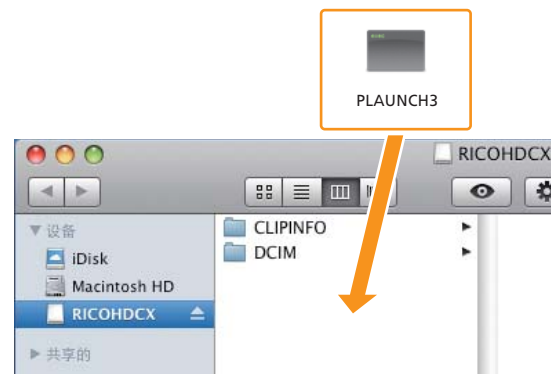 PLAUNCH3
RICOHDCX
设备
iDisk
Macintosh HD
RICOHDCX
共享的
CLIPINFO
DCIM